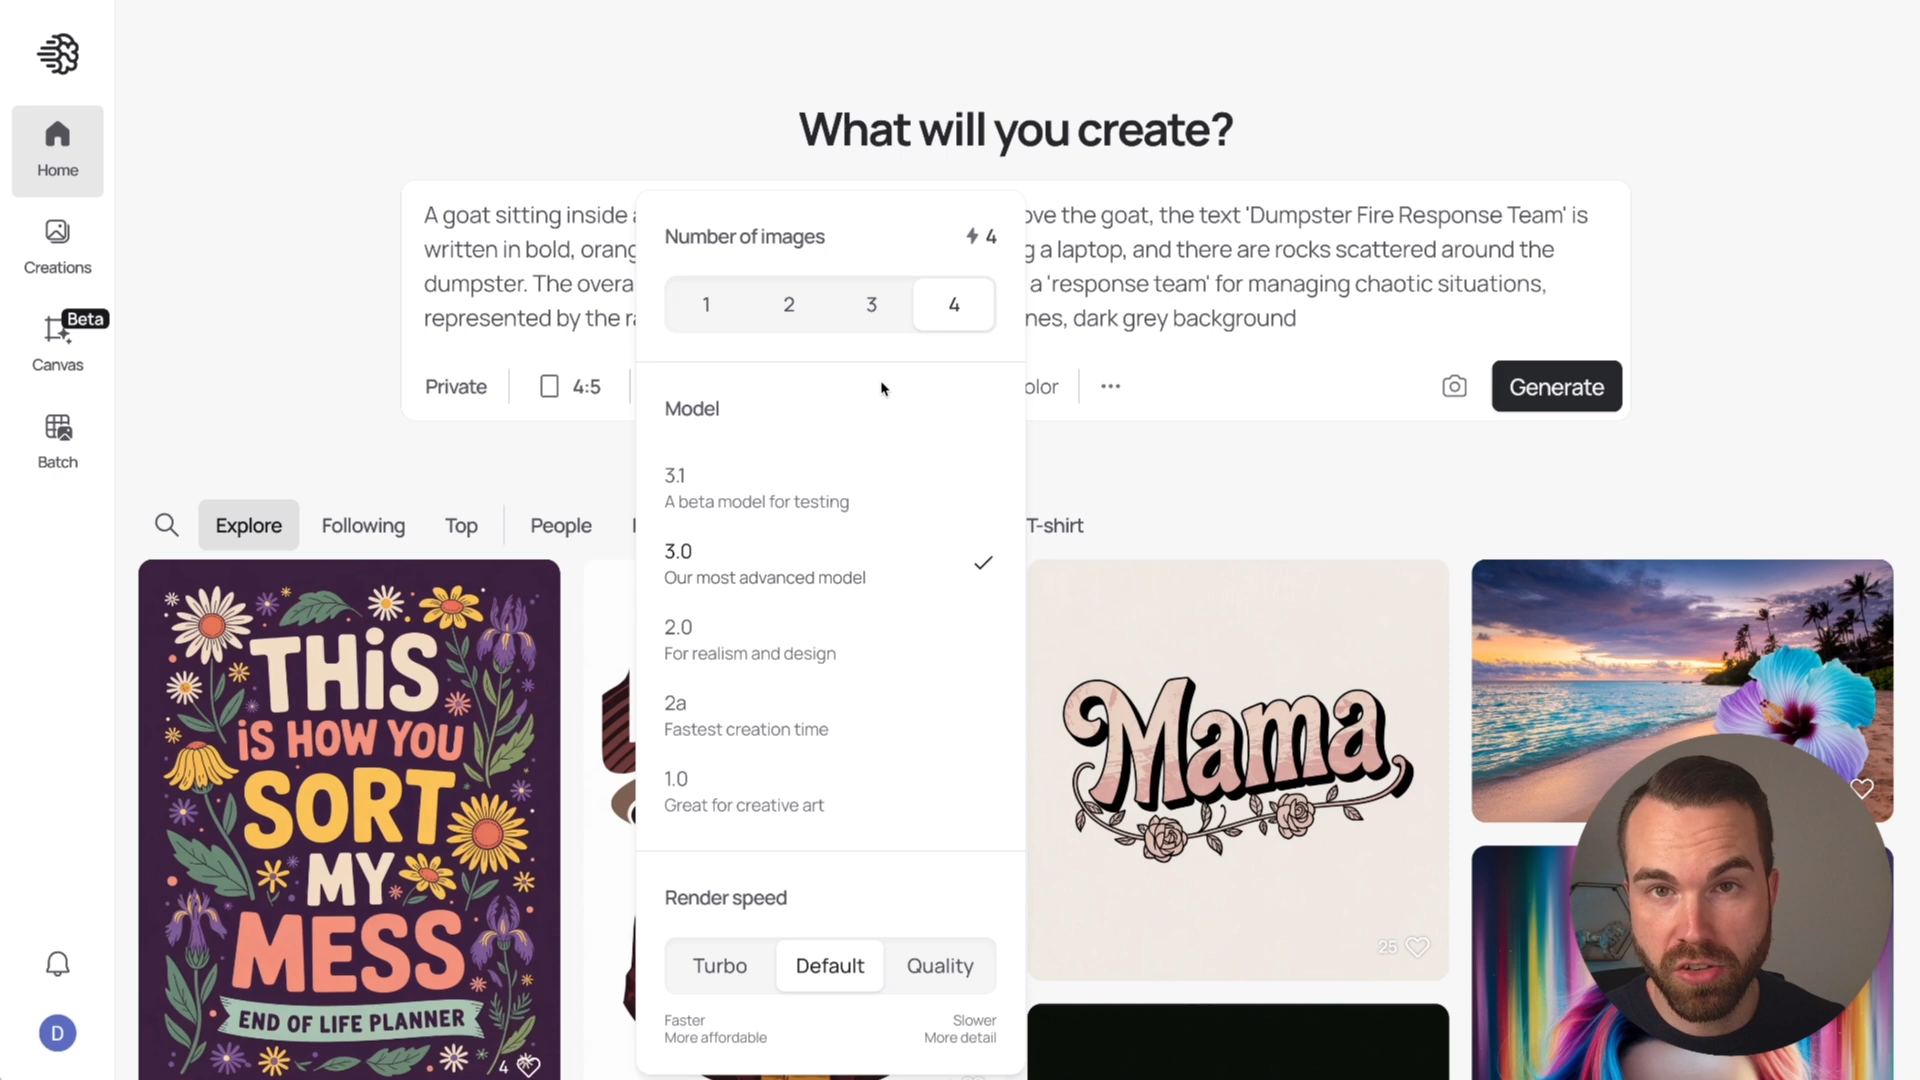 Home
Creations
Beta
Canvas
Batch
D
What will you create?
A goat sitting inside
ove the goat, the text 'Dumpster Fire Response Team' is
written in bold, orang
g a laptop, and there are rocks scattered around the
dumpster. The overa
a 'response team' for managing chaotic situations,
represented by the ra
nes, dark grey background
Private
4:5
olor
Generate
Number of images
4
1 2 3 4
Model
3.1
A beta model for testing
3.0
Our most advanced model
2.0
For realism and design
2a
Fastest creation time
1.0
Great for creative art
Render speed
Turbo Default Quality
Faster Slower
More affordable More detail
Explore Following Top People T-shirt
THiS
iS HOW YOU
SORT
MY
MESS
END OF LIFE PLANNER
4
Mama
25